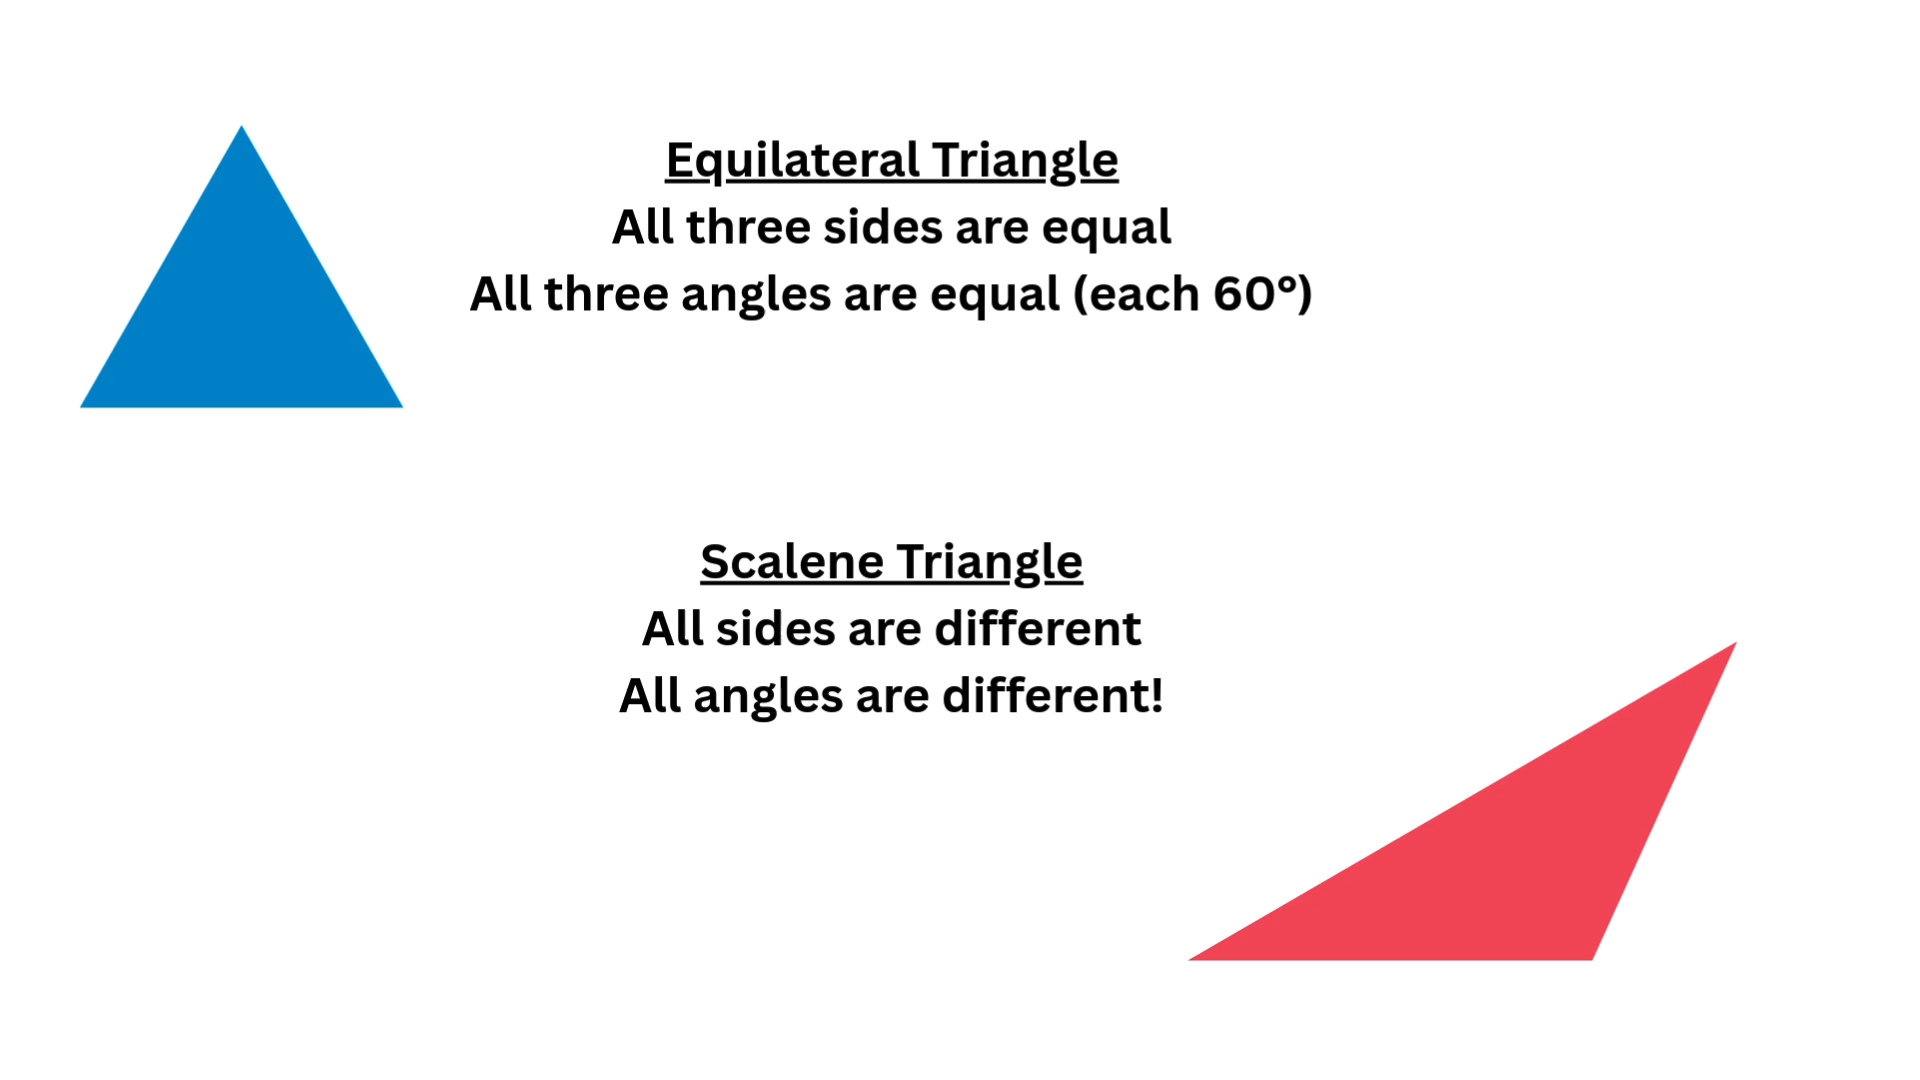 Equilateral Triangle
All three sides are equal
All three angles are equal (each 60°)
Scalene Triangle
All sides are different
All angles are different!